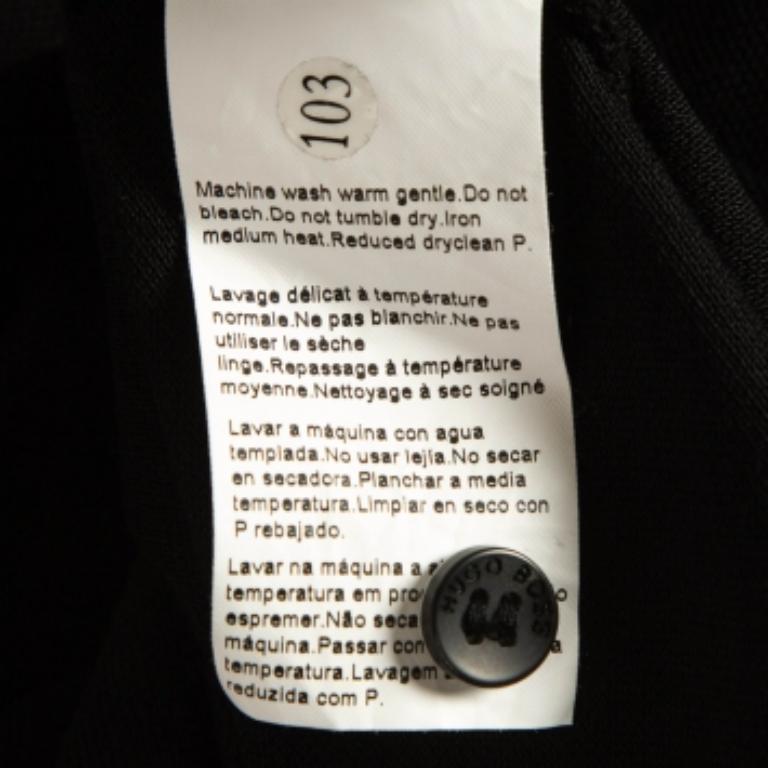 103
Machine wash warm gentle.Do not
bleach.Do not tumble dry.Iron
medium heat.Reduced dryclean P.
Lavage délicat à température
normale.Ne pas blanchir.Ne pas
utiliser le sèche
linge.Repassage à température
moyenne.Nettoyage à sec soigné
Lavar a máquina con agua
templada.No usar lejía.No secar
en secadora.Planchar a media
temperatura.Limpiar en seco con
P rebajado.
Lavar na máquina a
temperatura em
espremer.Não
máquina.Passar
temperatura.Lavagem
reduzida com P.
HUGO BOSS